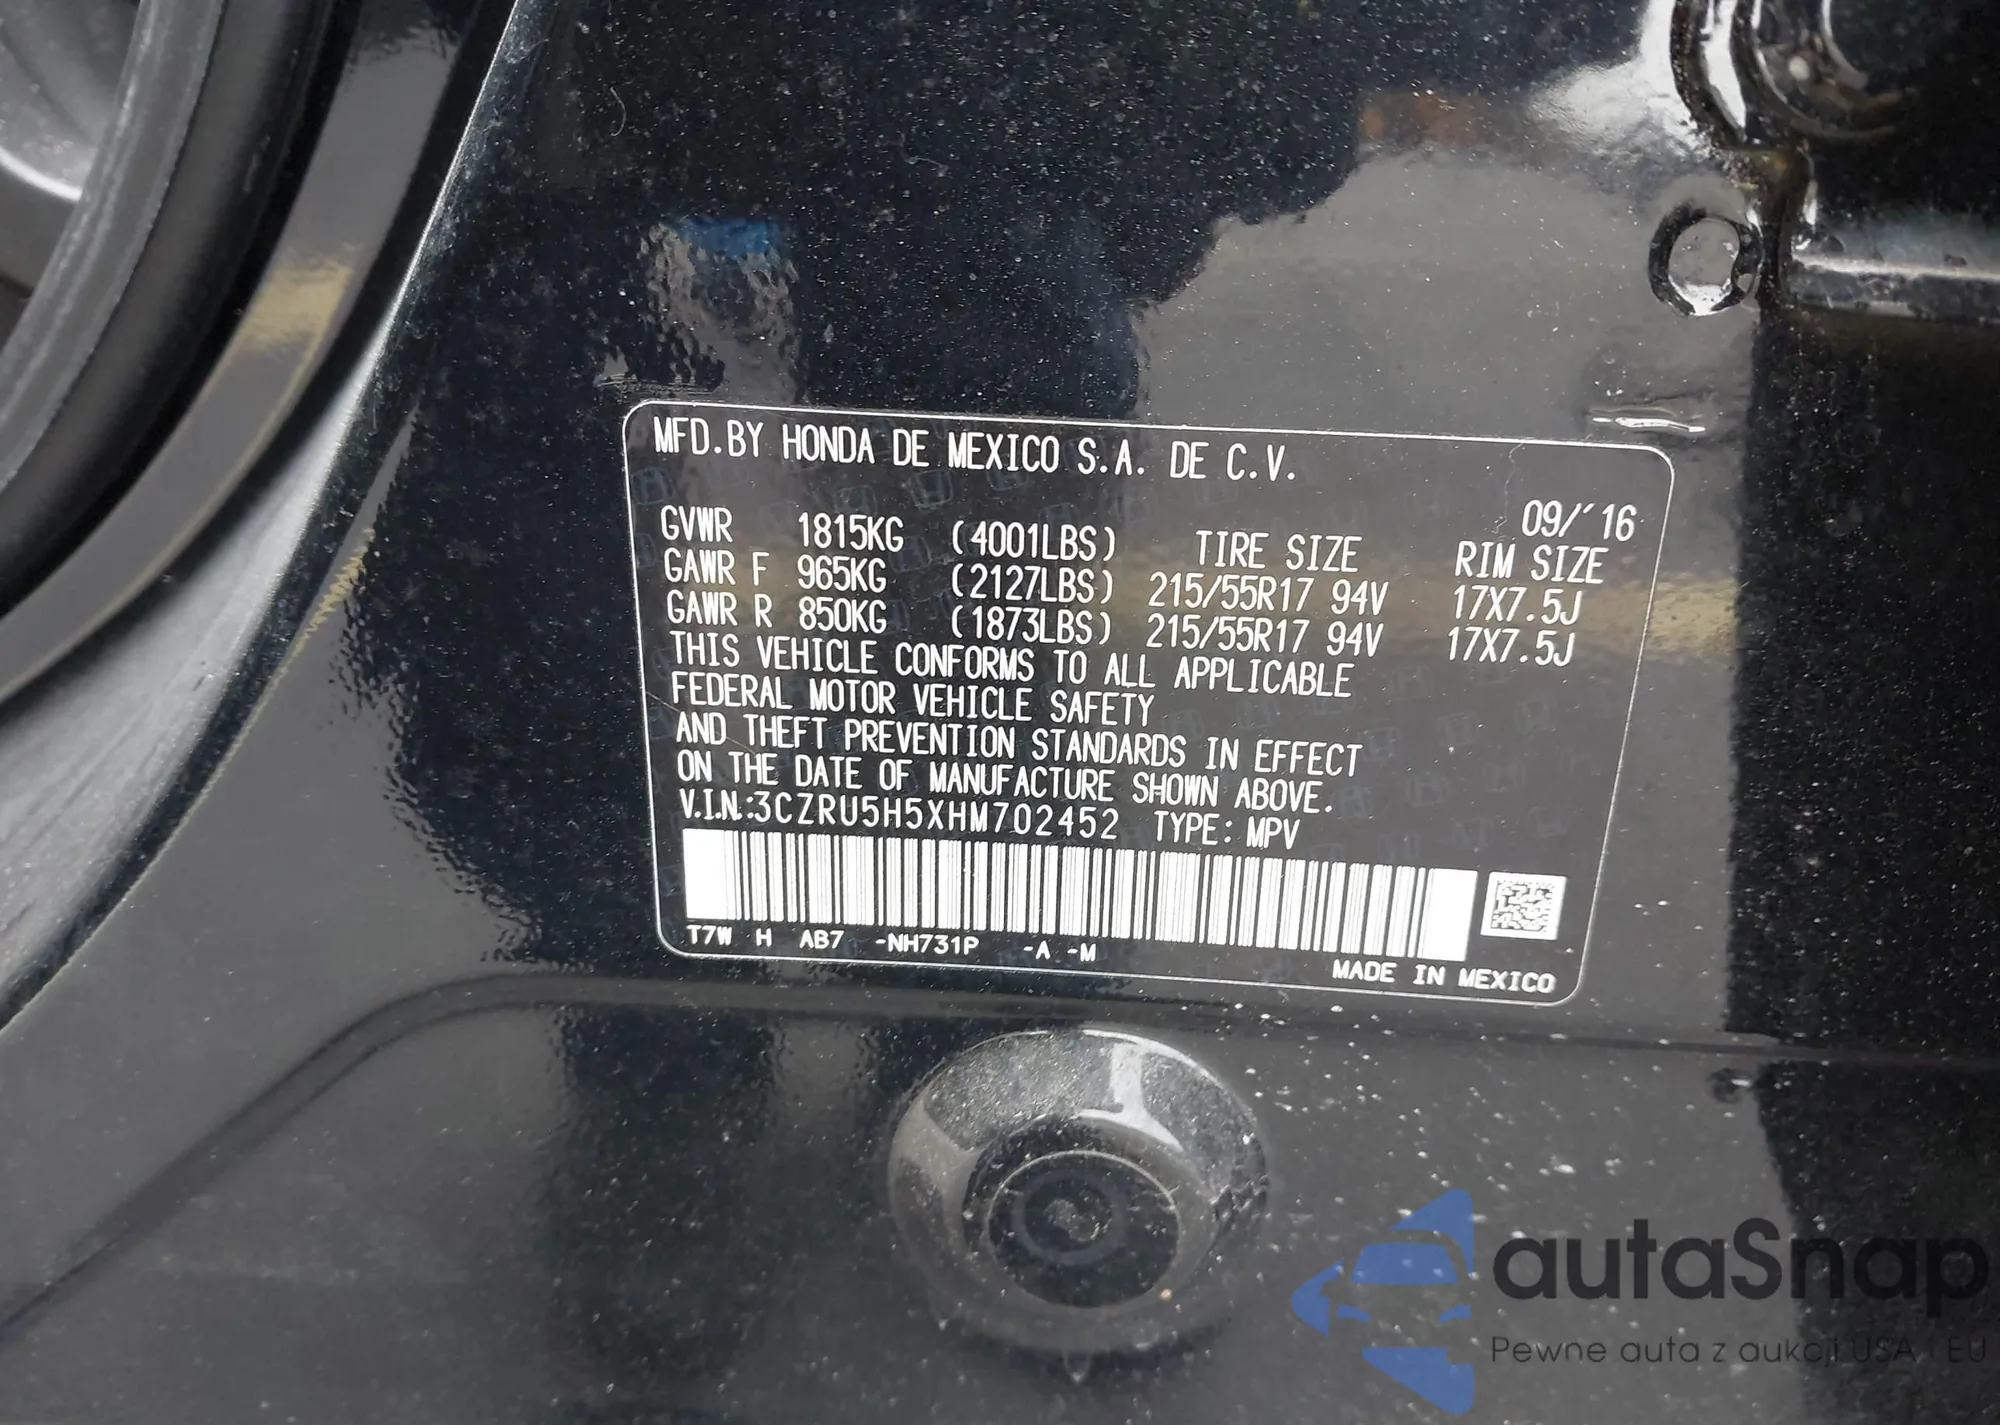 MFD.BY HONDA DE MEXICO S.A. DE C.V.
09/'16
GVWR 1815KG (4001LBS) TIRE SIZE RIM SIZE
GAWR F 965KG (2127LBS) 215/55R17 94V 17X7.5J
GAWR R 850KG (1873LBS) 215/55R17 94V 17X7.5J
THIS VEHICLE CONFORMS TO ALL APPLICABLE
FEDERAL MOTOR VEHICLE SAFETY
AND THEFT PREVENTION STANDARDS IN EFFECT
ON THE DATE OF MANUFACTURE SHOWN ABOVE.
V.I.N.:3CZRU5H5XHM702452 TYPE: MPV
T7W H AB7 -NH731P -A -M
MADE IN MEXICO
autaSnap
Pewne auta z aukcji USA i EU